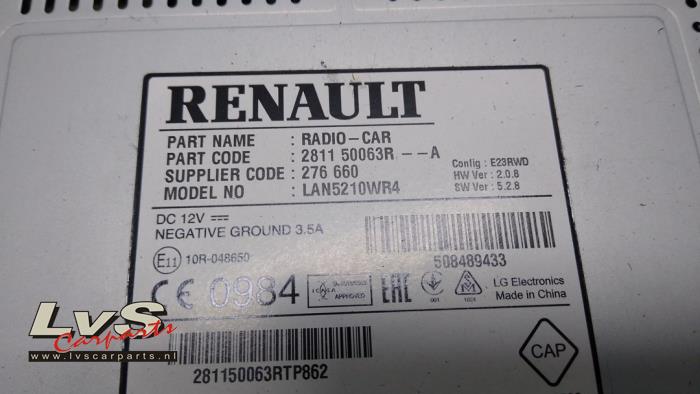 RENAULT
PART NAME : RADIO-CAR
PART CODE : 2811 50063R --A
SUPPLIER CODE : 276 660
MODEL NO : LAN5210WR4
Config : E23RWD
HW Ver : 2.0.8
SW Ver : 5.2.8
DC 12V
NEGATIVE GROUND 3.5A
E11 10R-048650
508489433
CE 0984
APPROVED
EAC
001
LG Electronics
Made in China
LvS
Carparts
www.lvscarparts.nl
281150063RTP862
CAP